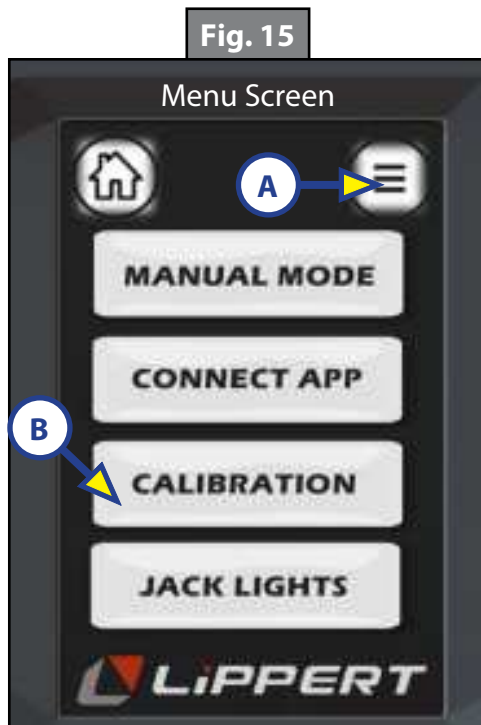 Fig. 15
Menu Screen
A
MANUAL MODE
CONNECT APP
B
CALIBRATION
JACK LIGHTS
LiPPERT